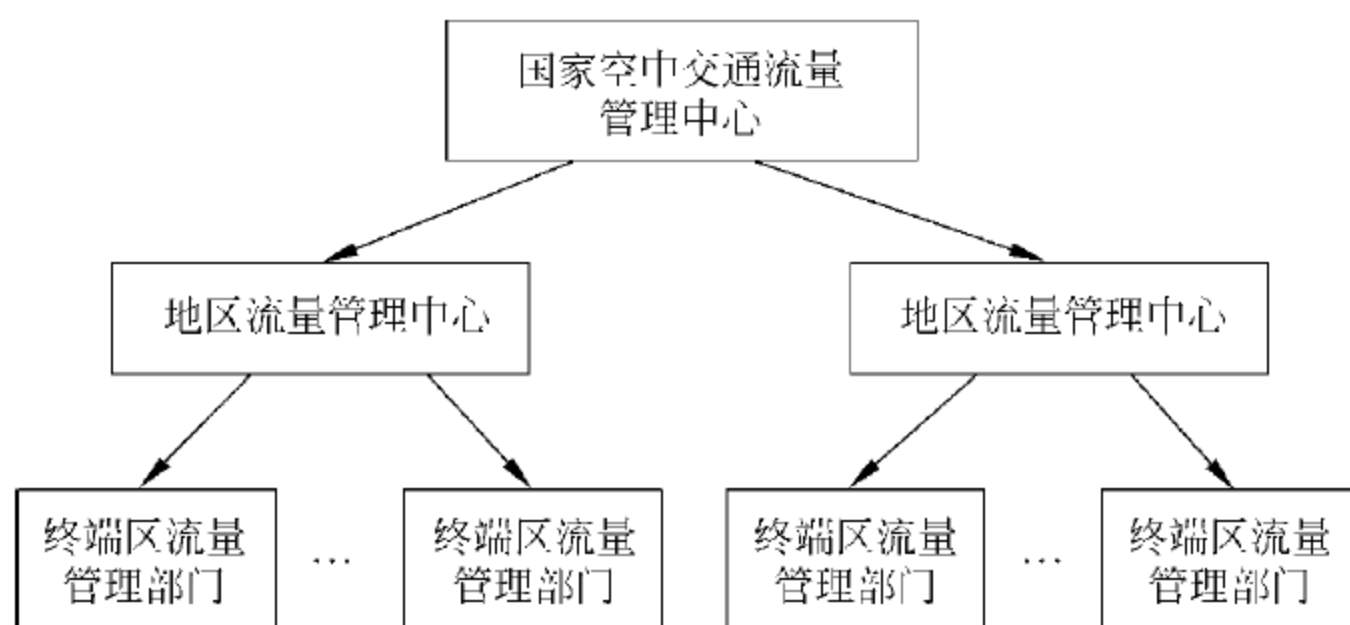 国家空中交通流量
管理中心
地区流量管理中心
地区流量管理中心
终端区流量
管理部门
…
终端区流量
管理部门
终端区流量
管理部门
…
终端区流量
管理部门